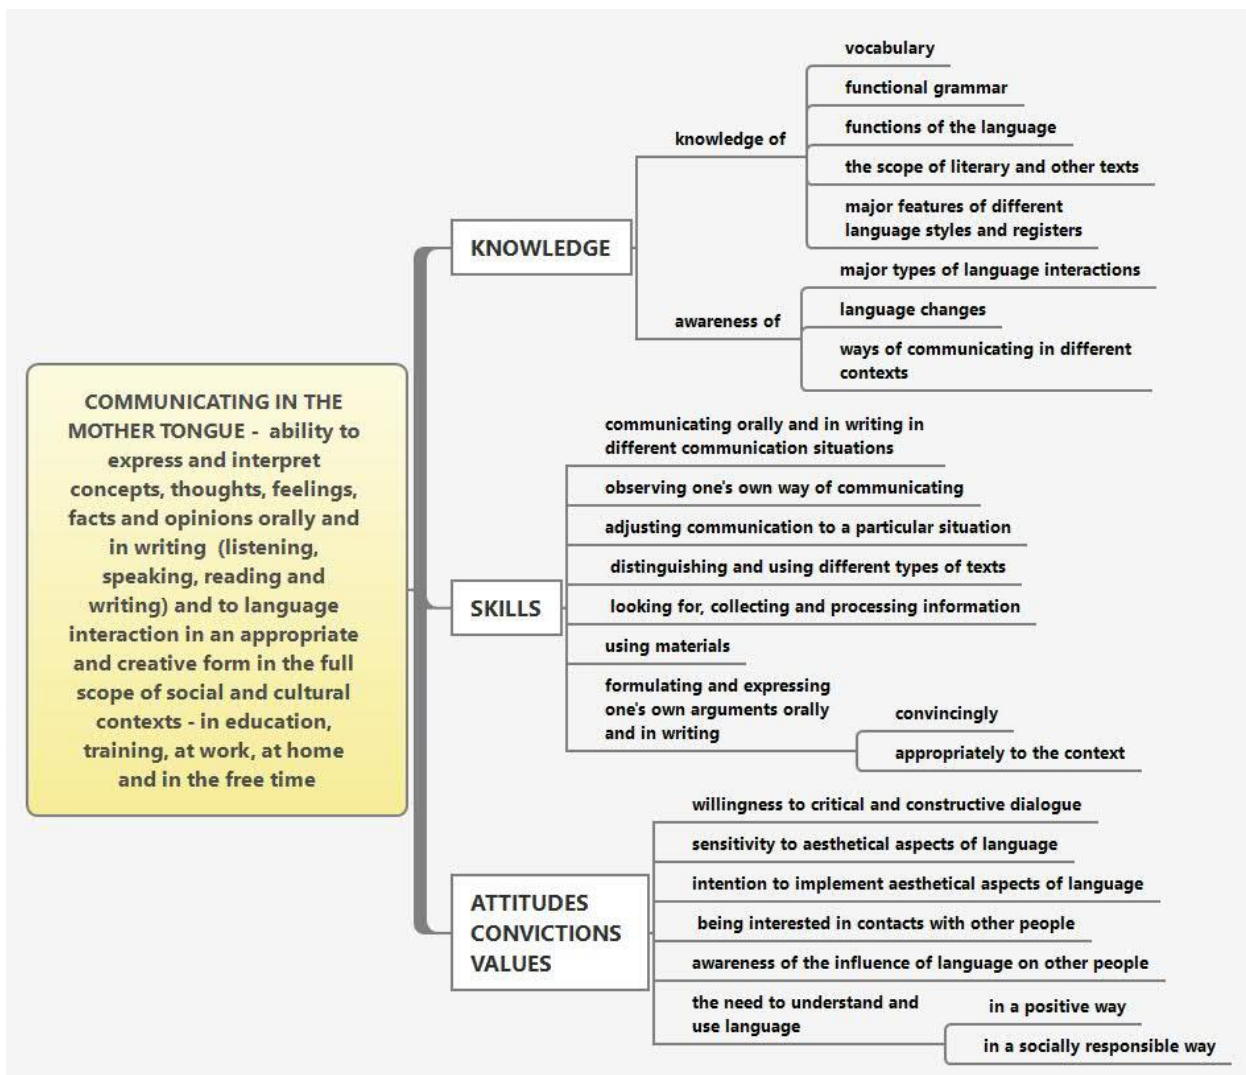 COMMUNICATING IN THE
MOTHER TONGUE - ability to
express and interpret
concepts, thoughts, feelings,
facts and opinions orally and
in writing (listening,
speaking, reading and
writing) and to language
interaction in an appropriate
and creative form in the full
scope of social and cultural
contexts - in education,
training, at work, at home
and in the free time
KNOWLEDGE
knowledge of
vocabulary
functional grammar
functions of the language
the scope of literary and other texts
major features of different
language styles and registers
awareness of
major types of language interactions
language changes
ways of communicating in different
contexts
SKILLS
communicating orally and in writing in
different communication situations
observing one's own way of communicating
adjusting communication to a particular situation
distinguishing and using different types of texts
looking for, collecting and processing information
using materials
formulating and expressing
one's own arguments orally
and in writing
convincingly
appropriately to the context
ATTITUDES
CONVICTIONS
VALUES
willingness to critical and constructive dialogue
sensitivity to aesthetical aspects of language
intention to implement aesthetical aspects of language
being interested in contacts with other people
awareness of the influence of language on other people
the need to understand and
use language
in a positive way
in a socially responsible way